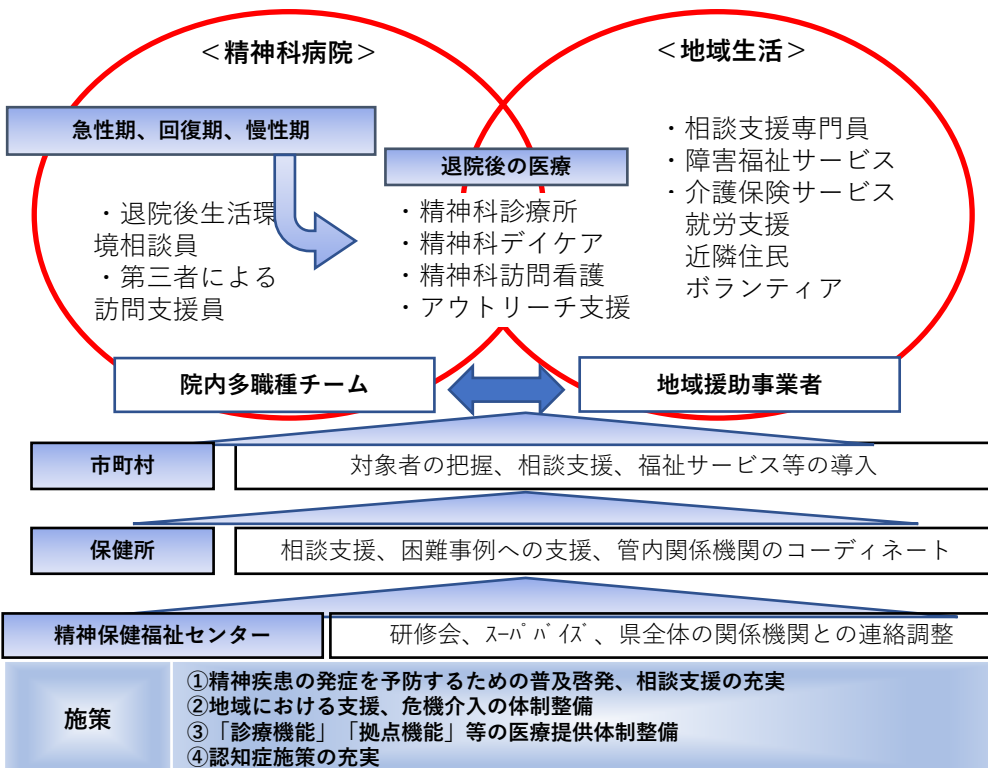 ＜精神科病院＞
＜地域生活＞
急性期、回復期、慢性期
・退院後生活環
境相談員
・第三者による
訪問支援員
退院後の医療
・精神科診療所
・精神科デイケア
・精神科訪問看護
・アウトリーチ支援
・相談支援専門員
・障害福祉サービス
・介護保険サービス
就労支援
近隣住民
ボランティア
院内多職種チーム
地域援助事業者
市町村
対象者の把握、相談支援、福祉サービス等の導入
保健所
相談支援、困難事例への支援、管内関係機関のコーディネート
精神保健福祉センター
研修会、ｽｰﾊﾟﾊﾞｲｽﾞ、県全体の関係機関との連絡調整
施策
①精神疾患の発症を予防するための普及啓発、相談支援の充実
②地域における支援、危機介入の体制整備
③「診療機能」「拠点機能」等の医療提供体制整備
④認知症施策の充実